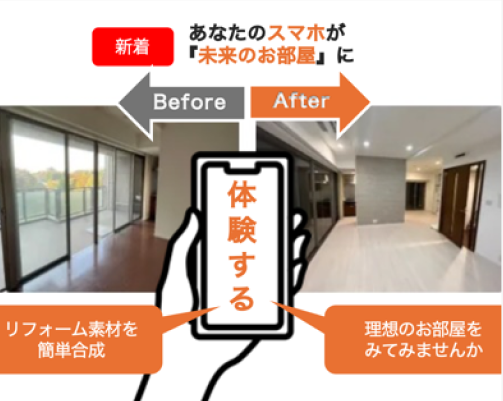 新着
あなたのスマホが
『未来のお部屋』に
Before
After
体験する
リフォーム素材を
簡単合成
理想のお部屋を
みてみませんか